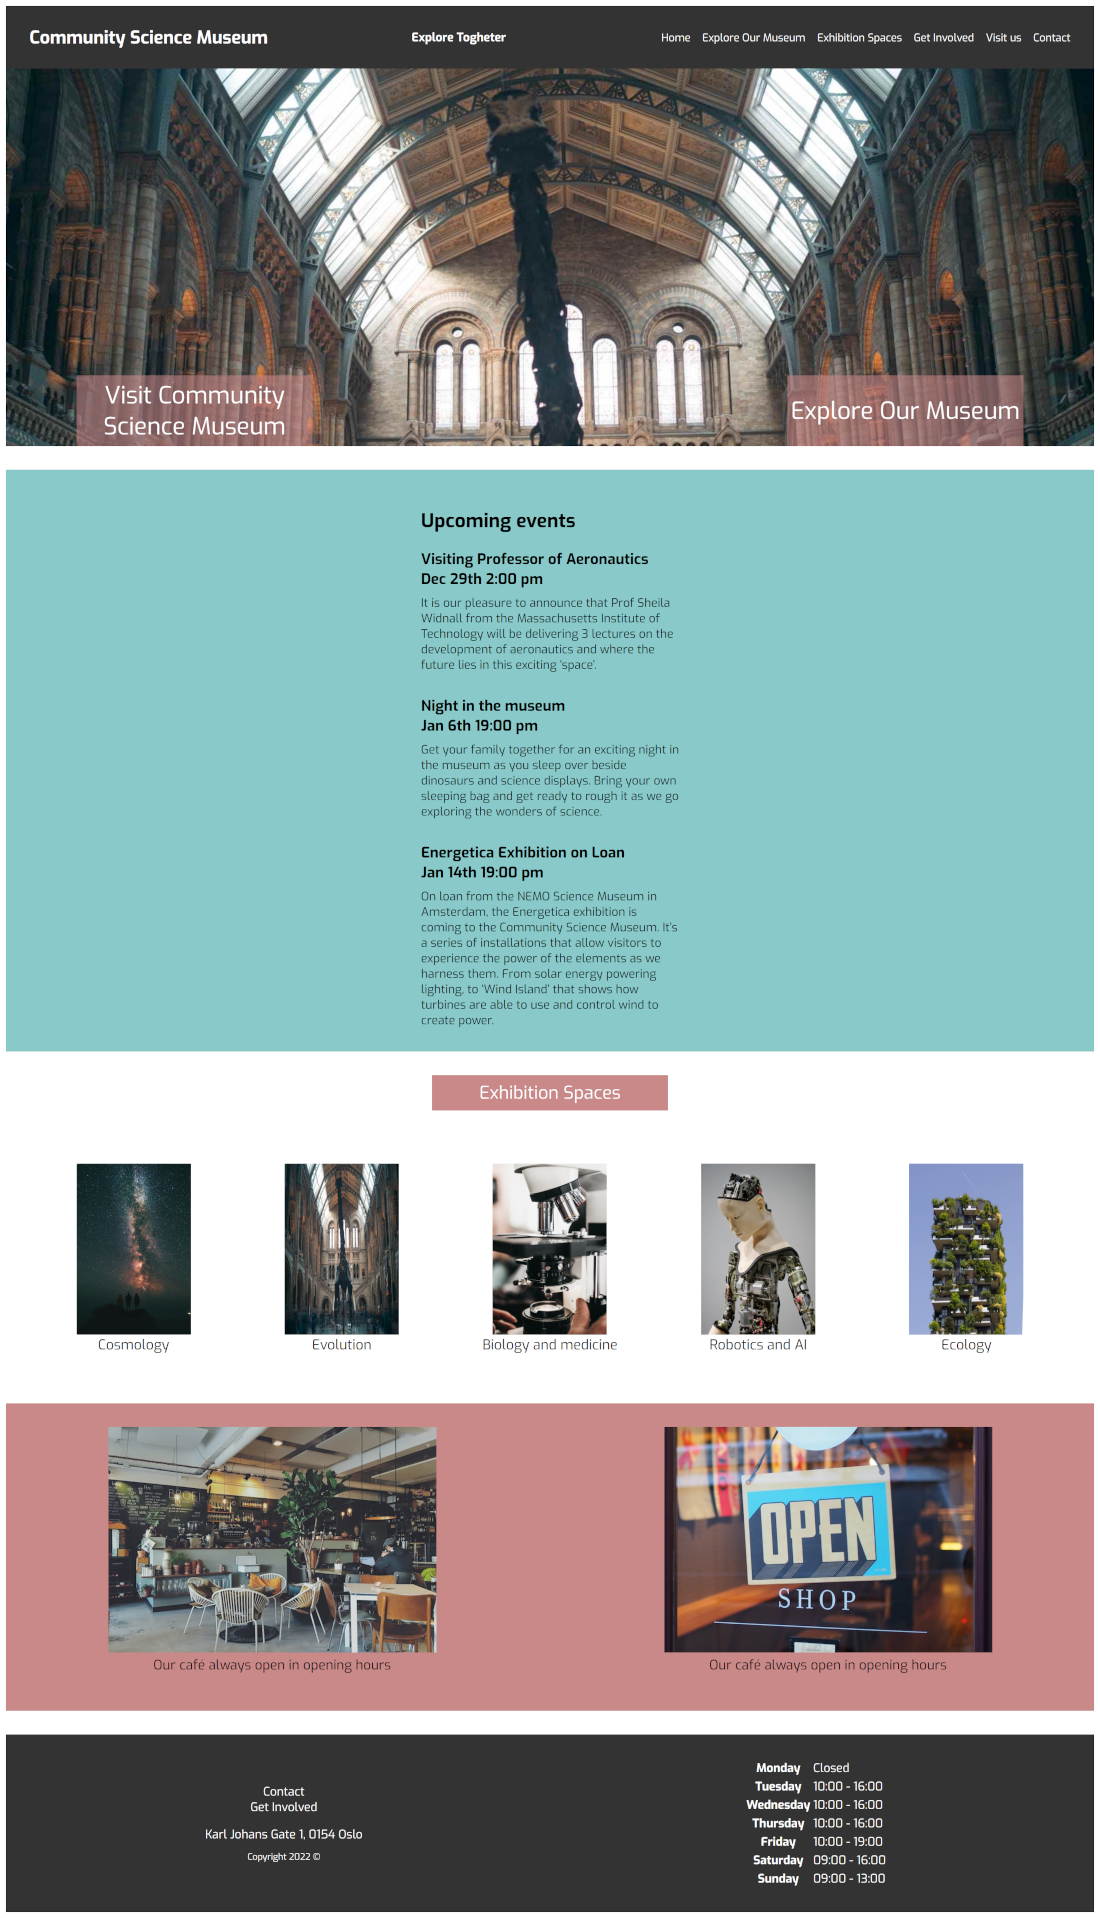 Community Science Museum
Explore Togheter
Home Explore Our Museum Exhibition Spaces Get Involved Visit us Contact
Visit Community
Science Museum
Explore Our Museum
Upcoming events
Visiting Professor of Aeronautics
Dec 29th 2:00 pm
It is our pleasure to announce that Prof Sheila
Widnall from the Massachusetts Institute of
Technology will be delivering 3 lectures on the
development of aeronautics and where the
future lies in this exciting 'space'.
Night in the museum
Jan 6th 19:00 pm
Get your family together for an exciting night in
the museum as you sleep over beside
dinosaurs and science displays. Bring your own
sleeping bag and get ready to rough it as we go
exploring the wonders of science.
Energetica Exhibition on Loan
Jan 14th 19:00 pm
On loan from the NEMO Science Museum in
Amsterdam, the Energetica exhibition is
coming to the Community Science Museum. It's
a series of installations that allow visitors to
experience the power of the elements as we
harness them. From solar energy powering
lighting, to 'Wind Island' that shows how
turbines are able to use and control wind to
create power.
Exhibition Spaces
Cosmology
Evolution
Biology and medicine
Robotics and AI
Ecology
OPEN
SHOP
Our café always open in opening hours
Our café always open in opening hours
Contact
Get Involved
Karl Johans Gate 1, 0154 Oslo
Copyright 2022 ©
Monday Closed
Tuesday 10:00 - 16:00
Wednesday 10:00 - 16:00
Thursday 10:00 - 16:00
Friday 10:00 - 19:00
Saturday 09:00 - 16:00
Sunday 09:00 - 13:00